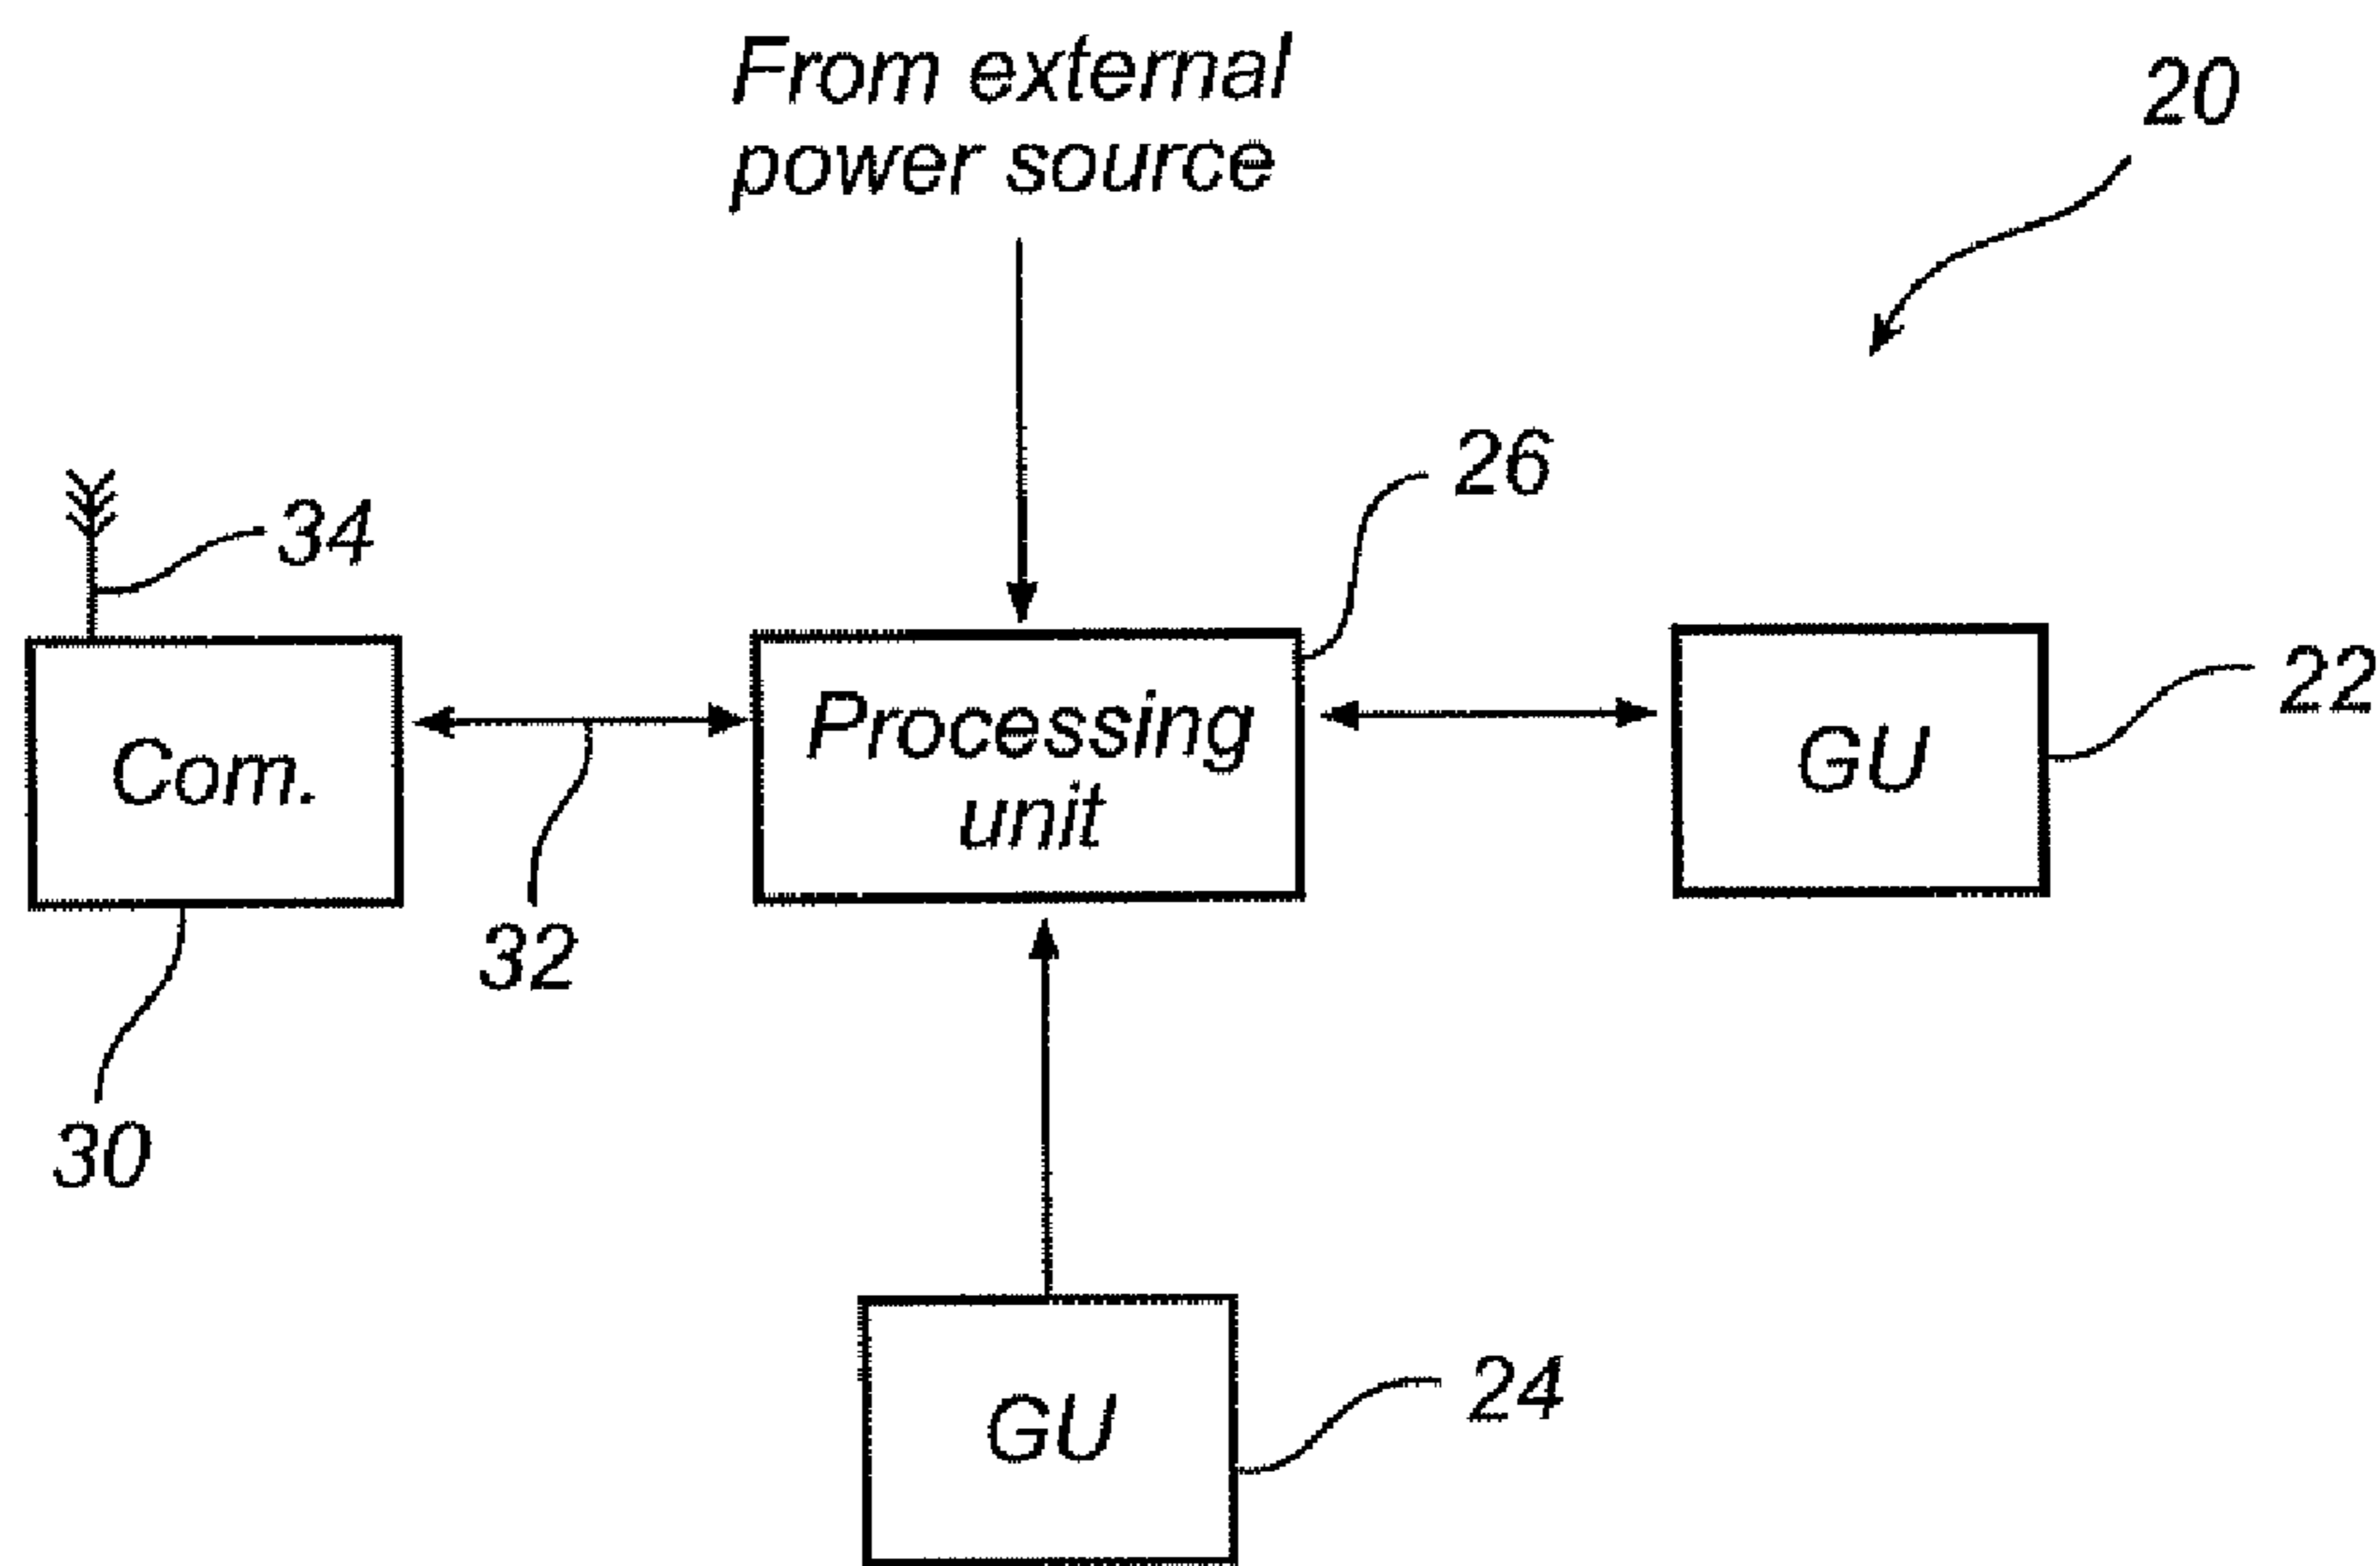 From external
power source
20
26
34
22
Com.
Processing
unit
GU
32
30
24
GU